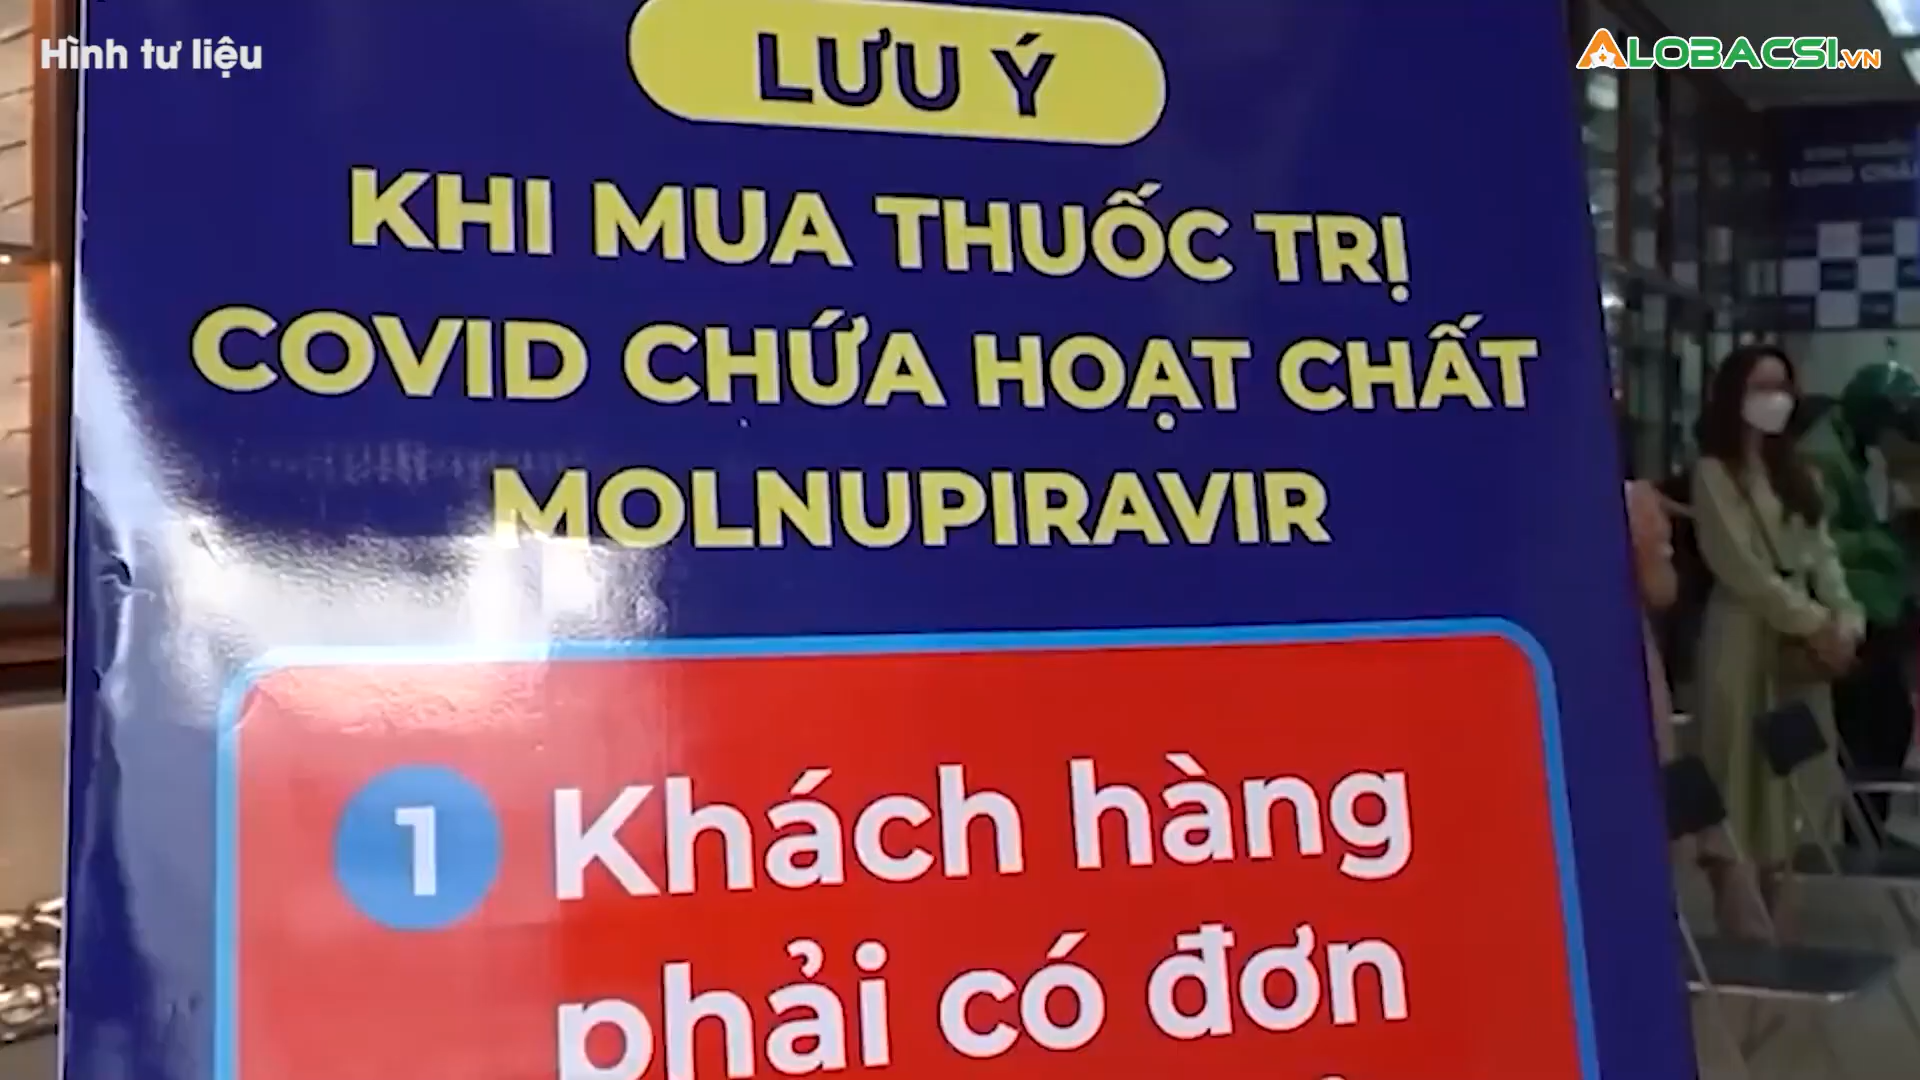 Hình tư liệu
ALOBACSI.VN
LƯU Ý
KHI MUA THUỐC TRỊ
COVID CHỨA HOẠT CHẤT
MOLNUPIRAVIR
1 Khách hàng
phải có đơn